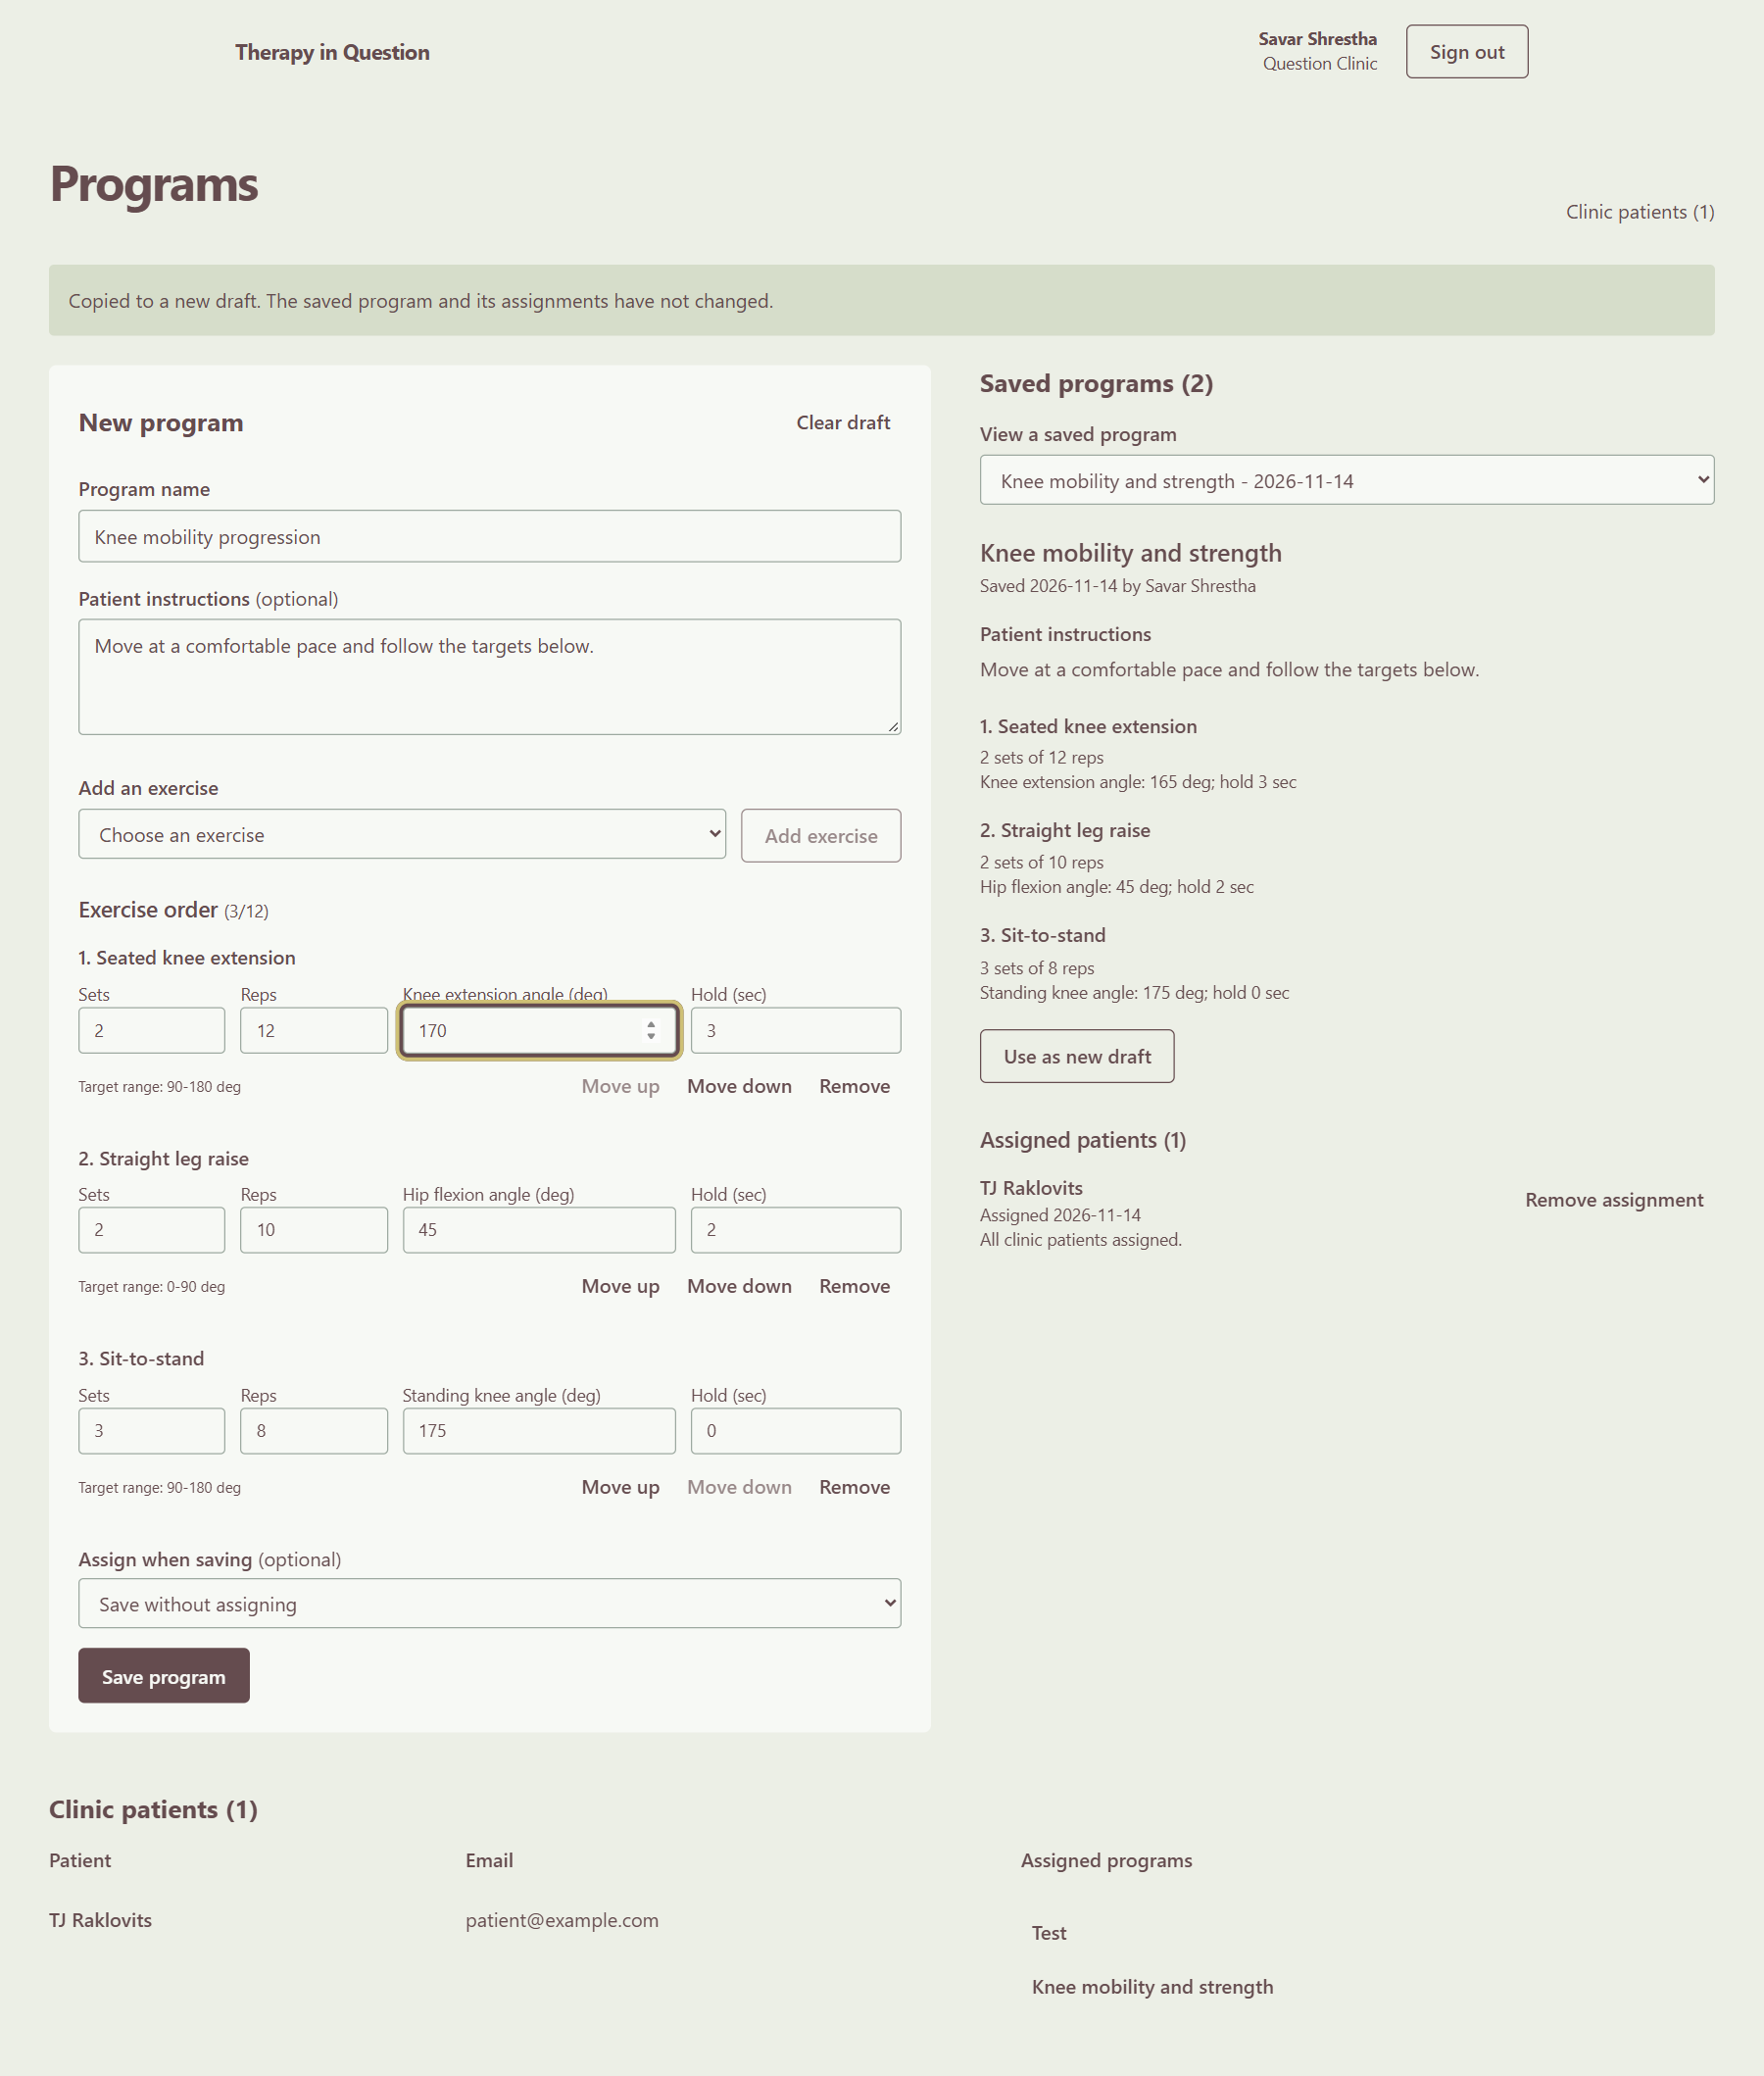 Therapy in Question
Savar Shrestha
Question Clinic
Sign out
Programs
Clinic patients (1)
Copied to a new draft. The saved program and its assignments have not changed.
New program
Clear draft
Program name
Knee mobility progression
Patient instructions (optional)
Move at a comfortable pace and follow the targets below.
Add an exercise
Choose an exercise
Add exercise
Exercise order (3/12)
1. Seated knee extension
Sets Reps Knee extension angle (deg) Hold (sec)
2 12 170 3
Target range: 90-180 deg Move up Move down Remove
2. Straight leg raise
Sets Reps Hip flexion angle (deg) Hold (sec)
2 10 45 2
Target range: 0-90 deg Move up Move down Remove
3. Sit-to-stand
Sets Reps Standing knee angle (deg) Hold (sec)
3 8 175 0
Target range: 90-180 deg Move up Move down Remove
Assign when saving (optional)
Save without assigning
Save program
Saved programs (2)
View a saved program
Knee mobility and strength - 2026-11-14
Knee mobility and strength
Saved 2026-11-14 by Savar Shrestha
Patient instructions
Move at a comfortable pace and follow the targets below.
1. Seated knee extension
2 sets of 12 reps
Knee extension angle: 165 deg; hold 3 sec
2. Straight leg raise
2 sets of 10 reps
Hip flexion angle: 45 deg; hold 2 sec
3. Sit-to-stand
3 sets of 8 reps
Standing knee angle: 175 deg; hold 0 sec
Use as new draft
Assigned patients (1)
TJ Raklovits
Assigned 2026-11-14
Remove assignment
All clinic patients assigned.
Clinic patients (1)
Patient Email Assigned programs
TJ Raklovits patient@example.com
Test
Knee mobility and strength